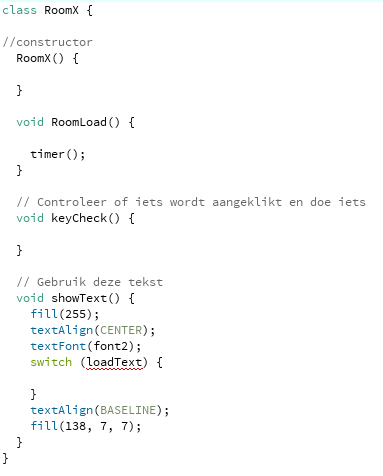 class RoomX {
//constructor
RoomX() {
}
void RoomLoad() {
timer();
}
// Controleer of iets wordt aangeklikt en doe iets
void keyCheck() {
}
// Gebruik deze tekst
void showText() {
fill(255);
textAlign(CENTER);
textFont(font2);
switch (loadText) {
}
textAlign(BASELINE);
fill(138, 7, 7);
}
}